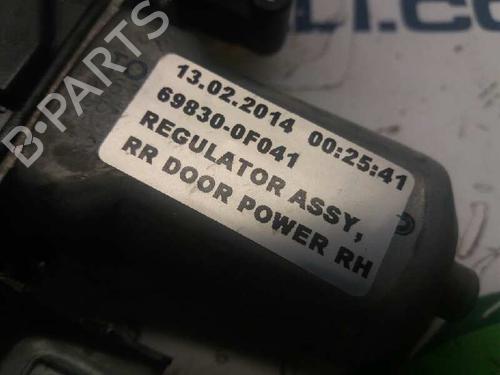 B-PARTS
13.02.2014 00:25:41
69830-0F041
REGULATOR ASSY,
RR DOOR POWER RH